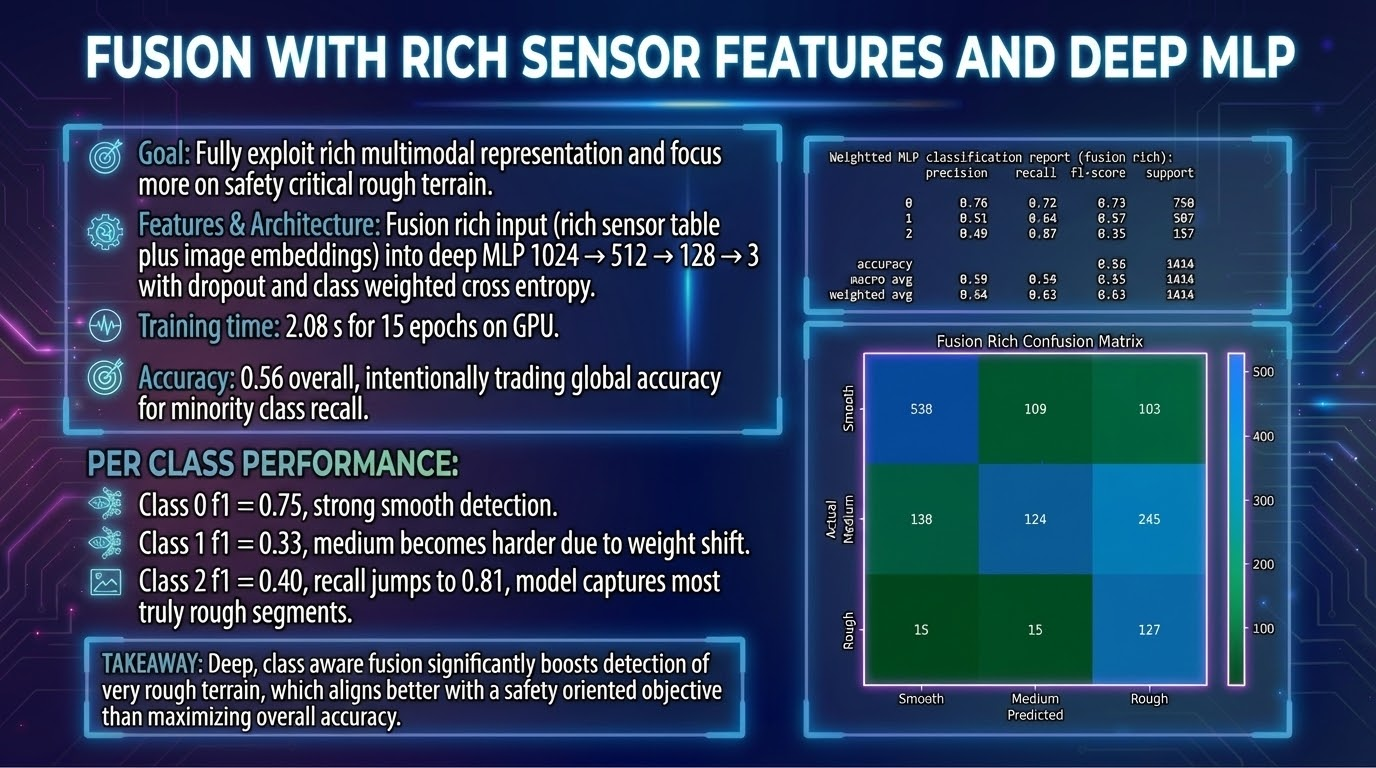 FUSION WITH RICH SENSOR FEATURES AND DEEP MLP
Goal: Fully exploit rich multimodal representation and focus
more on safety critical rough terrain.
Features & Architecture: Fusion rich input (rich sensor table
plus image embeddings) into deep MLP 1024 → 512 → 128 → 3
with dropout and class weighted cross entropy.
Training time: 2.08 s for 15 epochs on GPU.
Accuracy: 0.56 overall, intentionally trading global accuracy
for minority class recall.
PER CLASS PERFORMANCE:
Class 0 f1 = 0.75, strong smooth detection.
Class 1 f1 = 0.33, medium becomes harder due to weight shift.
Class 2 f1 = 0.40, recall jumps to 0.81, model captures most
truly rough segments.
TAKEAWAY: Deep, class aware fusion significantly boosts detection of
very rough terrain, which aligns better with a safety oriented objective
than maximizing overall accuracy.
Weightted MLP classification report (fusion rich):
precision recall fl-score support
0 0.76 0.72 0.73 750
1 0.51 0.64 0.57 507
2 0.49 0.87 0.35 157
accuracy 0.56 1414
macro avg 0.59 0.54 0.35 1414
weighted avg 0.64 0.63 0.63 1414
Fusion Rich Confusion Matrix
Smooth 538 109 103
Actual Medium 138 124 245
Rough 1S 15 127
Smooth Medium Rough
Predicted
500
400
300
200
100